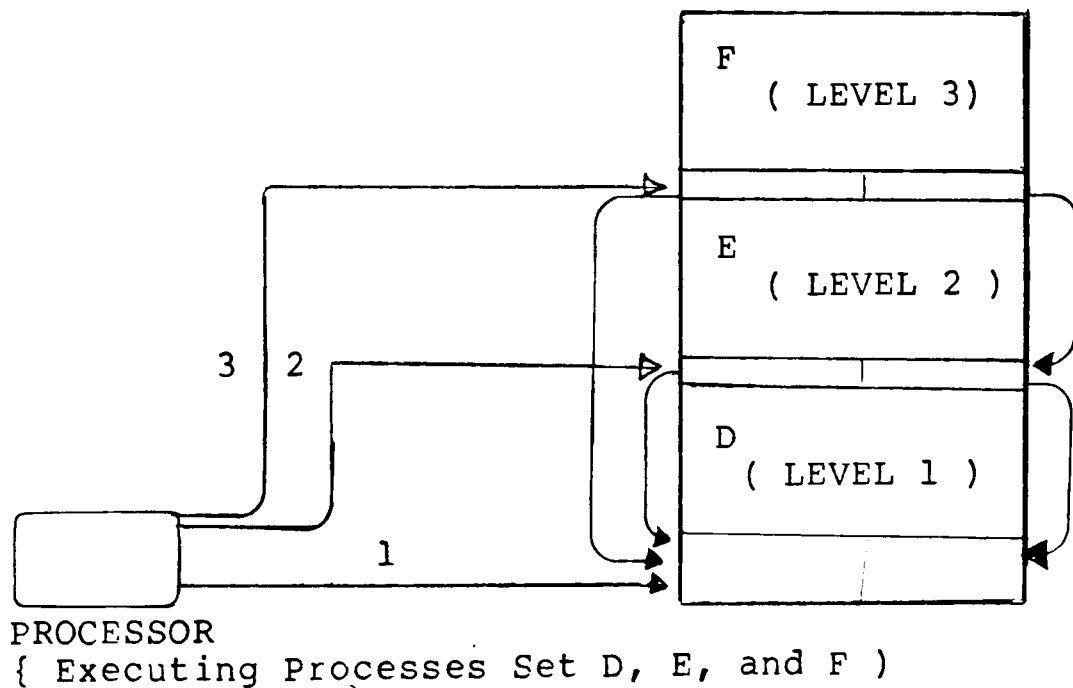 F
( LEVEL 3)
E
( LEVEL 2 )
3 2
D
( LEVEL 1 )
1
PROCESSOR
{ Executing Processes Set D, E, and F )